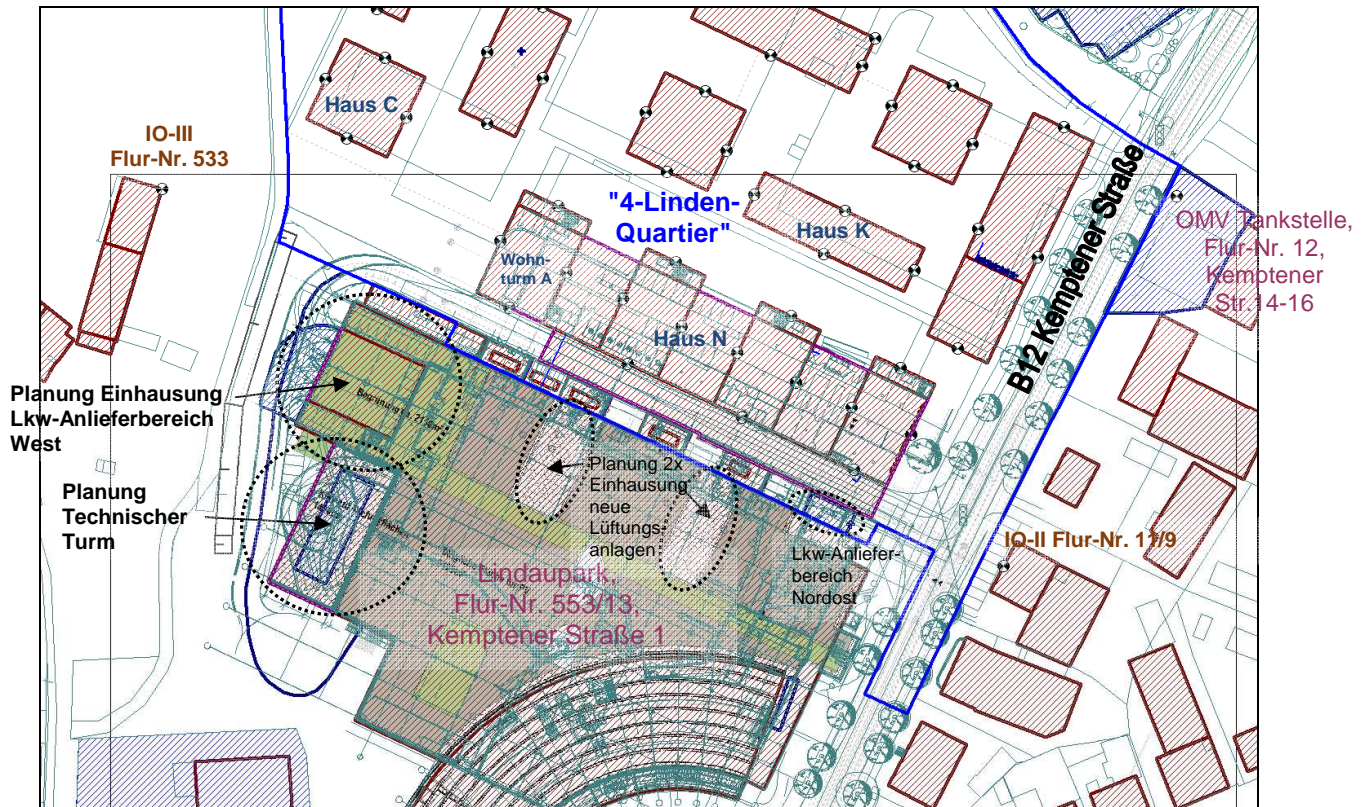 Haus C
IO-III
Flur-Nr. 533
"4-Linden-
Quartier"
Haus K
B12 Kemptener Straße
OMV Tankstelle,
Flur-Nr. 12,
Kemptener
Str.14-16
Wohn-
turm A
Haus N
Planung Einhausung
Lkw-Anlieferbereich
West
Planung 2x
Einhausung
neue
Lüftungs-
anlagen
Planung
Technischer
Turm
Lkw-Anliefer-
bereich
Nordost
IO-II Flur-Nr. 11/9
Lindaupark,
Flur-Nr. 553/13,
Kemptener Straße 1